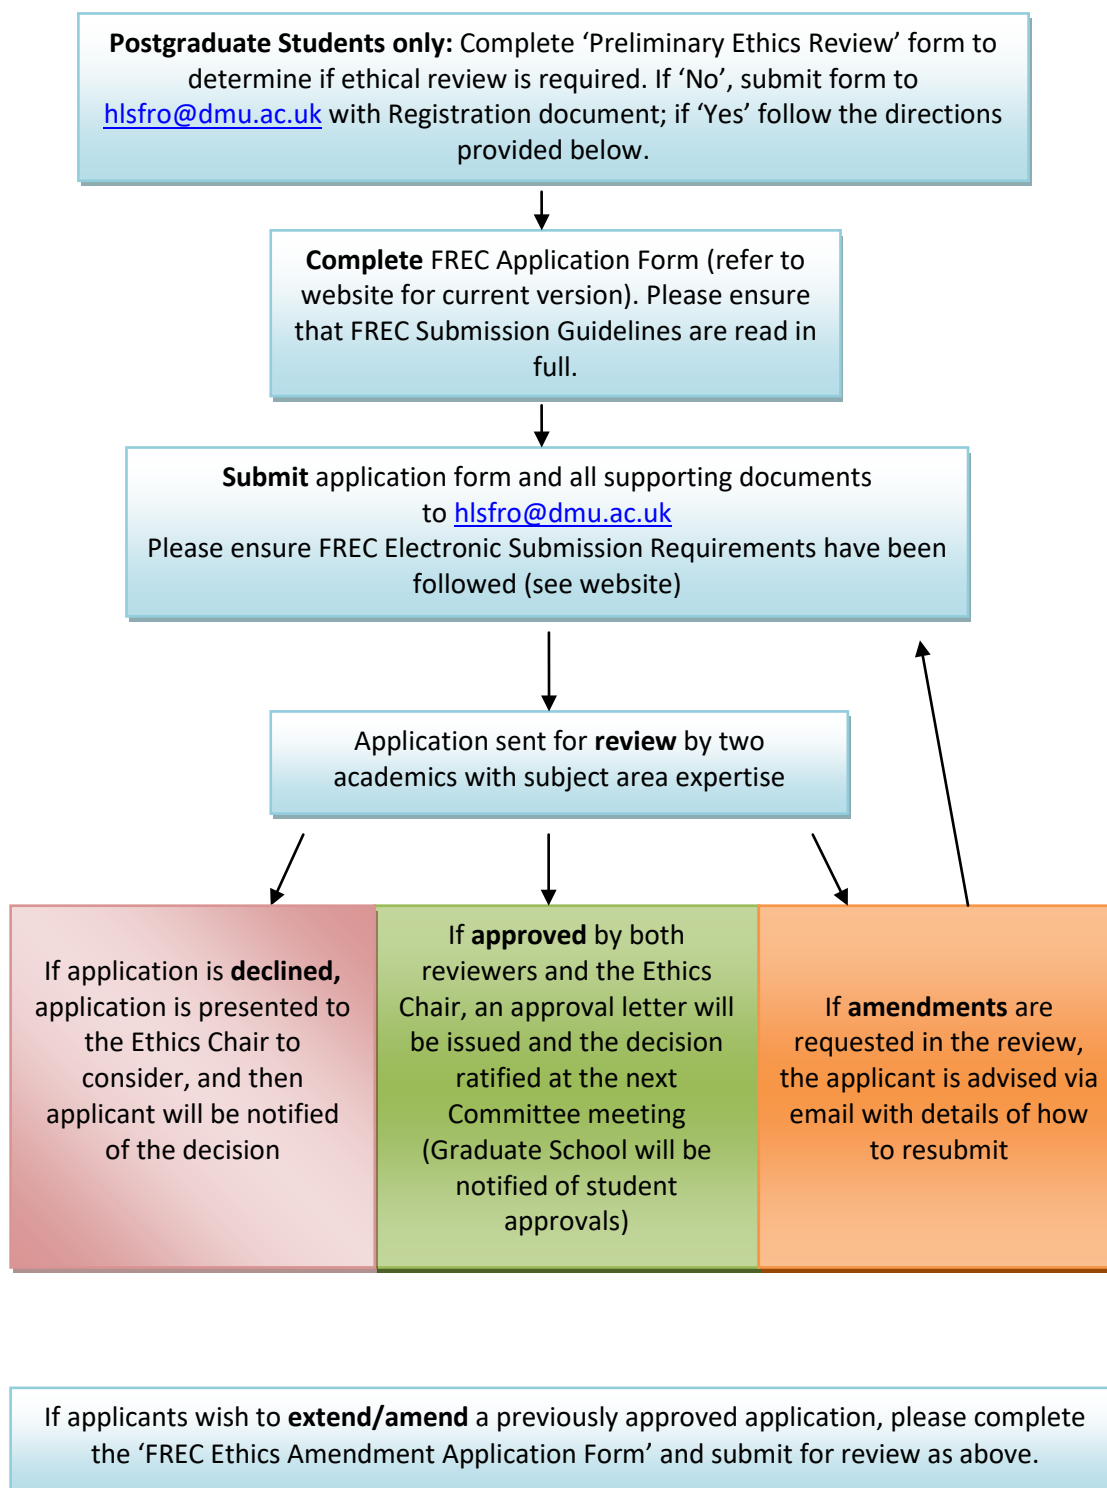 Postgraduate Students only: Complete ‘Preliminary Ethics Review’ form to
determine if ethical review is required. If ‘No’, submit form to
hlsfro@dmu.ac.uk with Registration document; if ‘Yes’ follow the directions
provided below.
Complete FREC Application Form (refer to
website for current version). Please ensure
that FREC Submission Guidelines are read in
full.
Submit application form and all supporting documents
to hlsfro@dmu.ac.uk
Please ensure FREC Electronic Submission Requirements have been
followed (see website)
Application sent for review by two
academics with subject area expertise
If application is declined,
application is presented to
the Ethics Chair to
consider, and then
applicant will be notified
of the decision
If approved by both
reviewers and the Ethics
Chair, an approval letter will
be issued and the decision
ratified at the next
Committee meeting
(Graduate School will be
notified of student
approvals)
If amendments are
requested in the review,
the applicant is advised via
email with details of how
to resubmit
If applicants wish to extend/amend a previously approved application, please complete
the ‘FREC Ethics Amendment Application Form’ and submit for review as above.